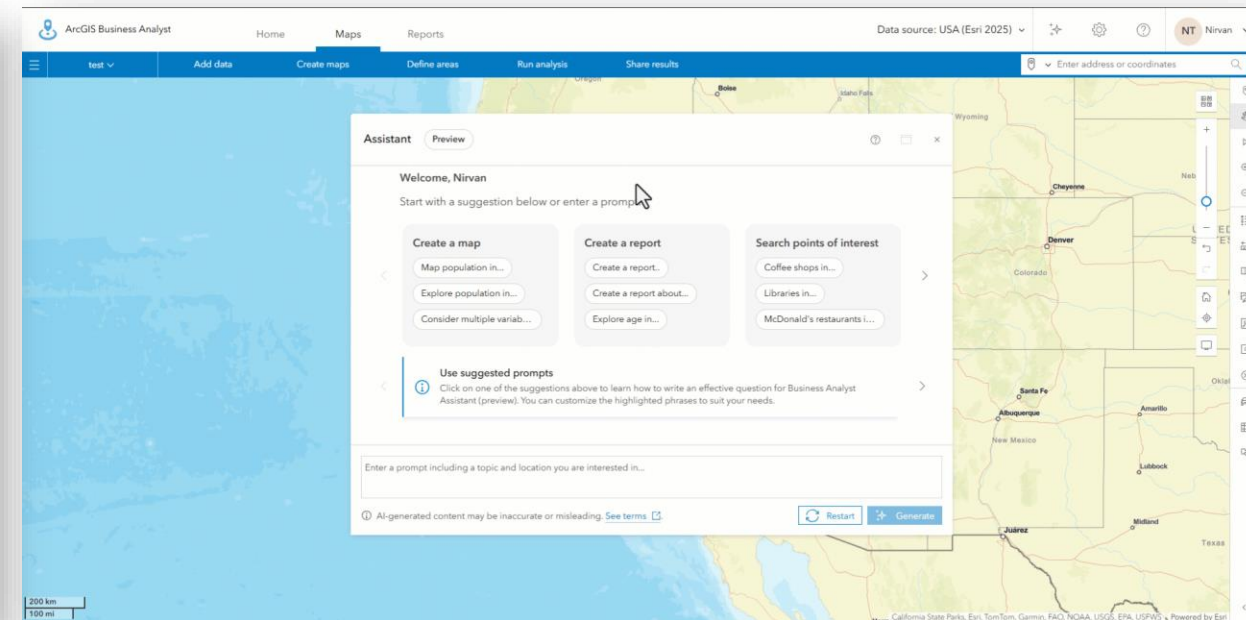 ArcGIS Business Analyst
Home
Maps
Reports
Data source: USA (Esri 2025)
NT
Nirvan
test
Add data
Create maps
Define areas
Run analysis
Share results
Enter address or coordinates
Oregon
Boise
Idaho Falls
Wyoming
Assistant
Preview
Welcome, Nirvan
Start with a suggestion below or enter a promp
Create a map
Map population in...
Explore population in...
Consider multiple variab...
Create a report
Create a report..
Create a report about...
Explore age in...
Search points of interest
Coffee shops in...
Libraries in...
McDonald's restaurants i...
Use suggested prompts
Click on one of the suggestions above to learn how to write an effective question for Business Analyst
Assistant (preview). You can customize the highlighted phrases to suit your needs.
Enter a prompt including a topic and location you are interested in...
AI-generated content may be inaccurate or misleading. See terms
Restart
Generate
Neb
Cheyenne
Denver
Colorado
Santa Fe
Albuquerque
Amarillo
New Mexico
Lubbock
Juárez
Midland
Texas
200 km
100 mi
California State Parks, Esri, TomTom, Garmin, FAO, NOAA, USGS, EPA, USFWS
Powered by Esri